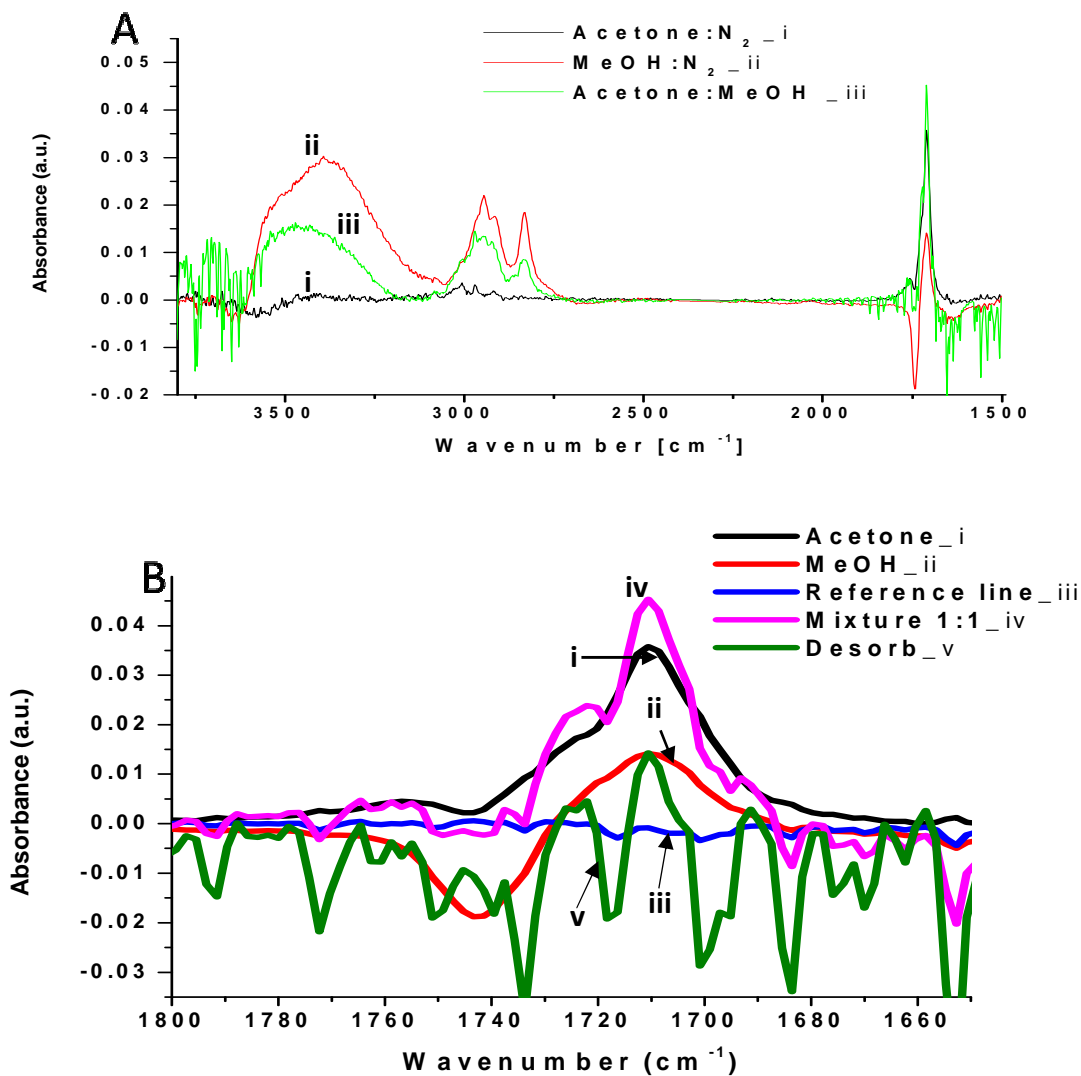 A
Acetone:N2_i
MeOH:N2_ii
Acetone:MeOH_iii
0.05
0.04
0.03
0.02
0.01
0.00
-0.01
-0.02
Absorbance (a.u.)
ii
iii
i
3500 3000 2500 2000 1500
Wavenumber [cm-1]
B
Acetone_i
MeOH_ii
Reference line_iii
Mixture 1:1_iv
Desorb_v
0.04
0.03
0.02
0.01
0.00
-0.01
-0.02
-0.03
Absorbance (a.u.)
iv
i
ii
v
iii
1800 1780 1760 1740 1720 1700 1680 1660
Wavenumber (cm-1)